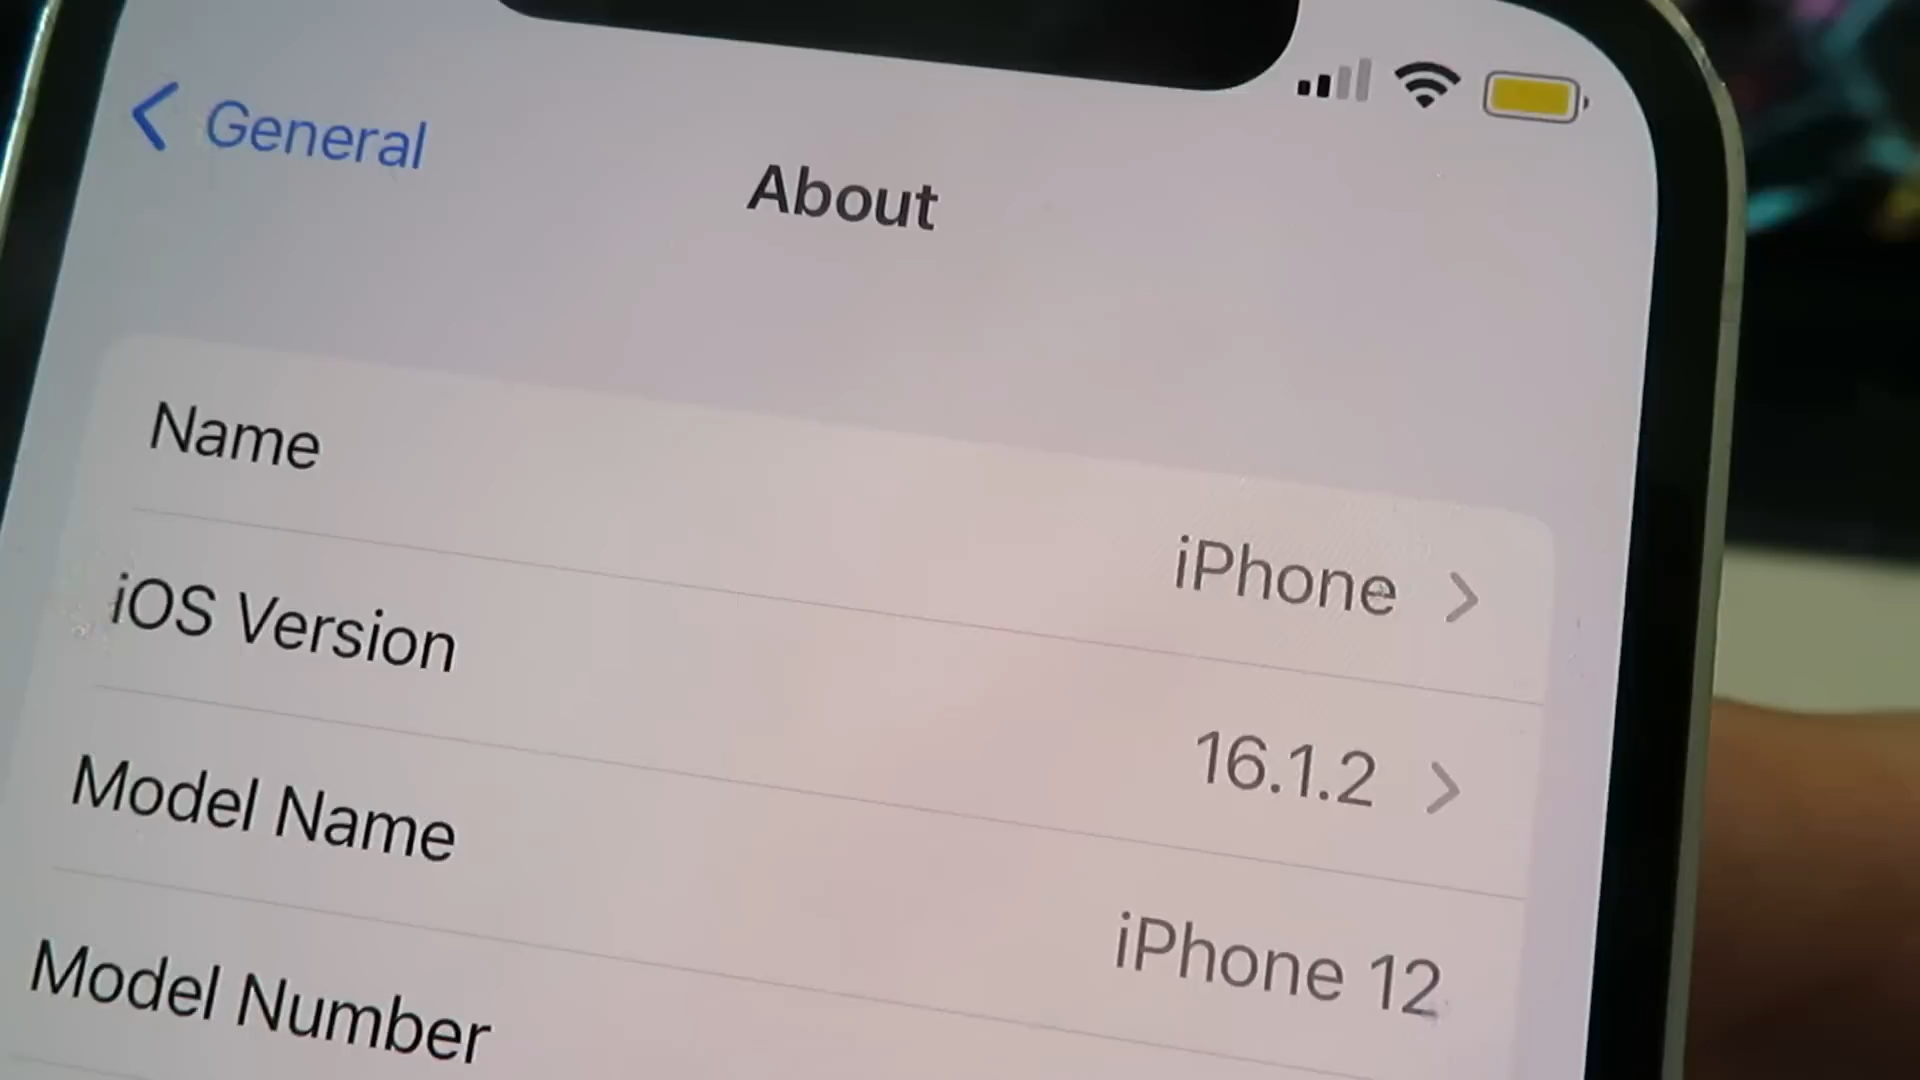 General
About
Name
iPhone
iOS Version
16.1.2
Model Name
iPhone 12
Model Number